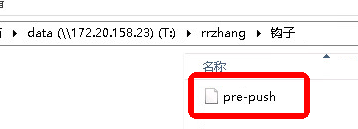 data (\\172.20.158.23) (T:) ▸ rrzhang ▸ 钩子
名称
pre-push